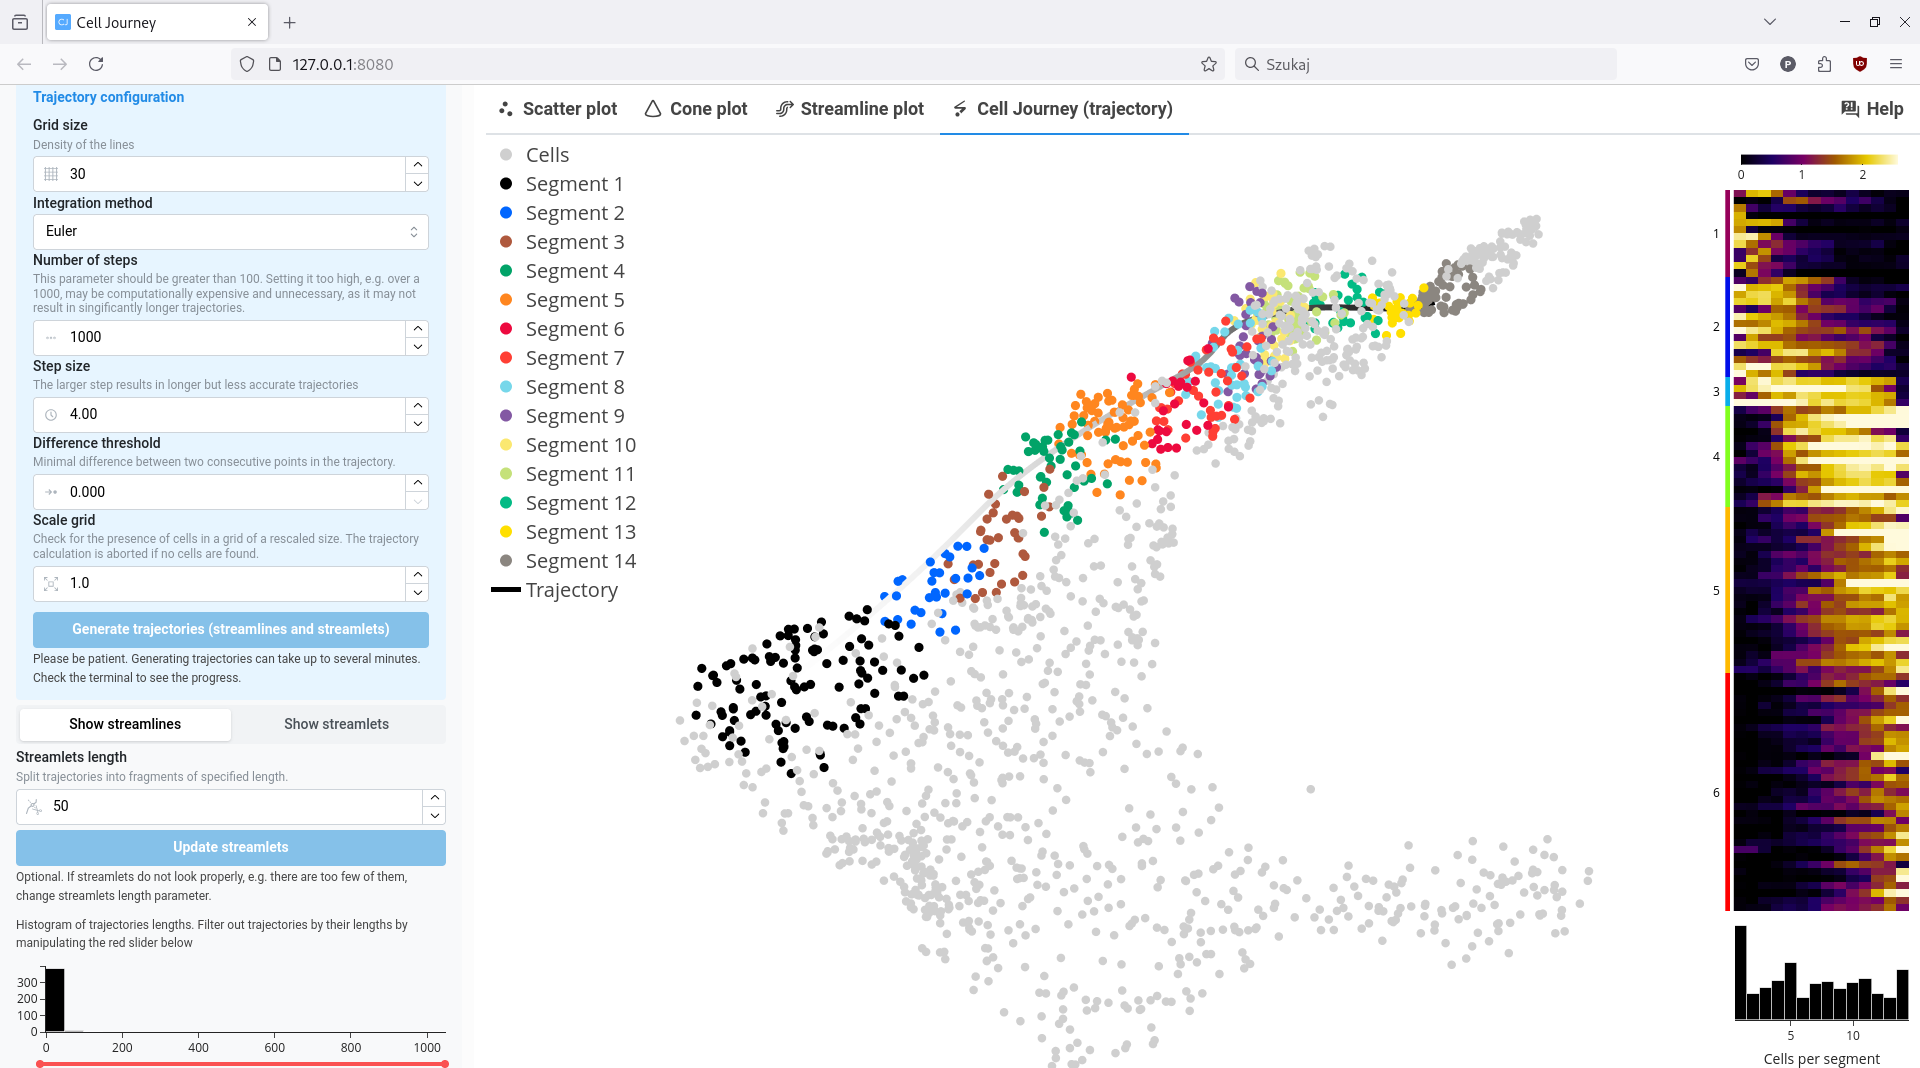 Cell Journey
127.0.0.1:8080
Szukaj
Trajectory configuration
Grid size
Density of the lines
30
Integration method
Euler
Number of steps
This parameter should be greater than 100. Setting it too high, e.g. over a
1000, may be computationally expensive and unnecessary, as it may not
result in singificantly longer trajectories.
1000
Step size
The larger step results in longer but less accurate trajectories
4.00
Difference threshold
Minimal difference between two consecutive points in the trajectory.
0.000
Scale grid
Check for the presence of cells in a grid of a rescaled size. The trajectory
calculation is aborted if no cells are found.
1.0
Generate trajectories (streamlines and streamlets)
Please be patient. Generating trajectories can take up to several minutes.
Check the terminal to see the progress.
Show streamlines
Show streamlets
Streamlets length
Split trajectories into fragments of specified length.
50
Update streamlets
Optional. If streamlets do not look properly, e.g. there are too few of them,
change streamlets length parameter.
Histogram of trajectories lengths. Filter out trajectories by their lengths by
manipulating the red slider below
300
200
100
0
0 200 400 600 800 1000
Scatter plot
Cone plot
Streamline plot
Cell Journey (trajectory)
Help
Cells
Segment 1
Segment 2
Segment 3
Segment 4
Segment 5
Segment 6
Segment 7
Segment 8
Segment 9
Segment 10
Segment 11
Segment 12
Segment 13
Segment 14
Trajectory
0 1 2
1
2
3
4
5
6
5 10
Cells per segment